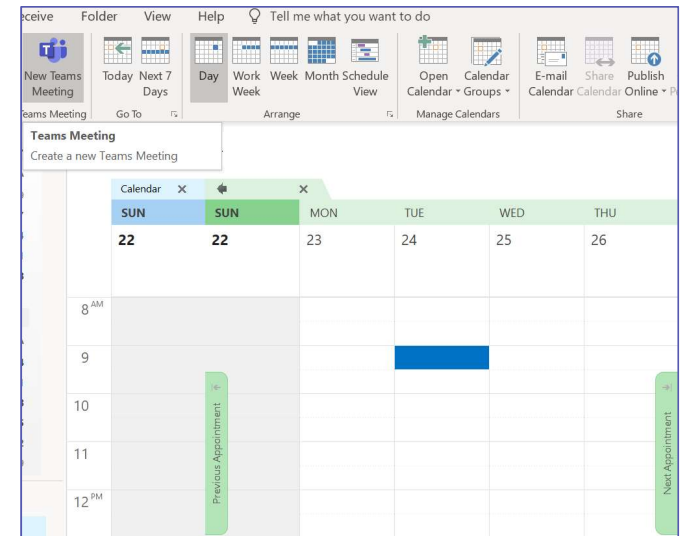 eceive Folder View Help Tell me what you want to do
New Teams Meeting
Today
Next 7 Days
Day
Work Week
Week
Month
Schedule View
Open Calendar
Calendar Groups
E-mail Calendar
Share Calendar
Publish Online
eams Meeting
Go To
Arrange
Manage Calendars
Share
Teams Meeting
Create a new Teams Meeting
Calendar
SUN SUN MON TUE WED THU
22 22 23 24 25 26
8 AM
9
10
11
12 PM
Previous Appointment
Next Appointment